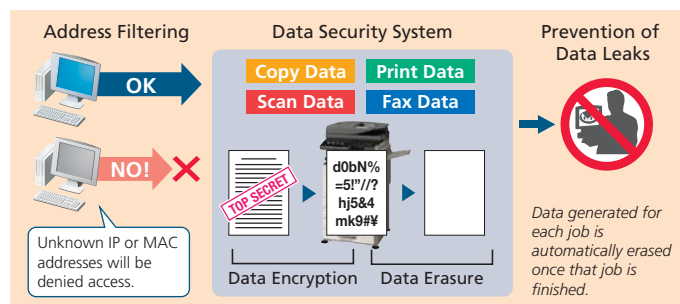 Address Filtering
OK
NO!
Unknown IP or MAC
addresses will be
denied access.
Data Security System
Copy Data
Print Data
Scan Data
Fax Data
TOP SECRET
d0bN%
=5!"//?
hj5&4
mk9#¥
Data Encryption
Data Erasure
Prevention of
Data Leaks
Data generated for
each job is
automatically erased
once that job is
finished.